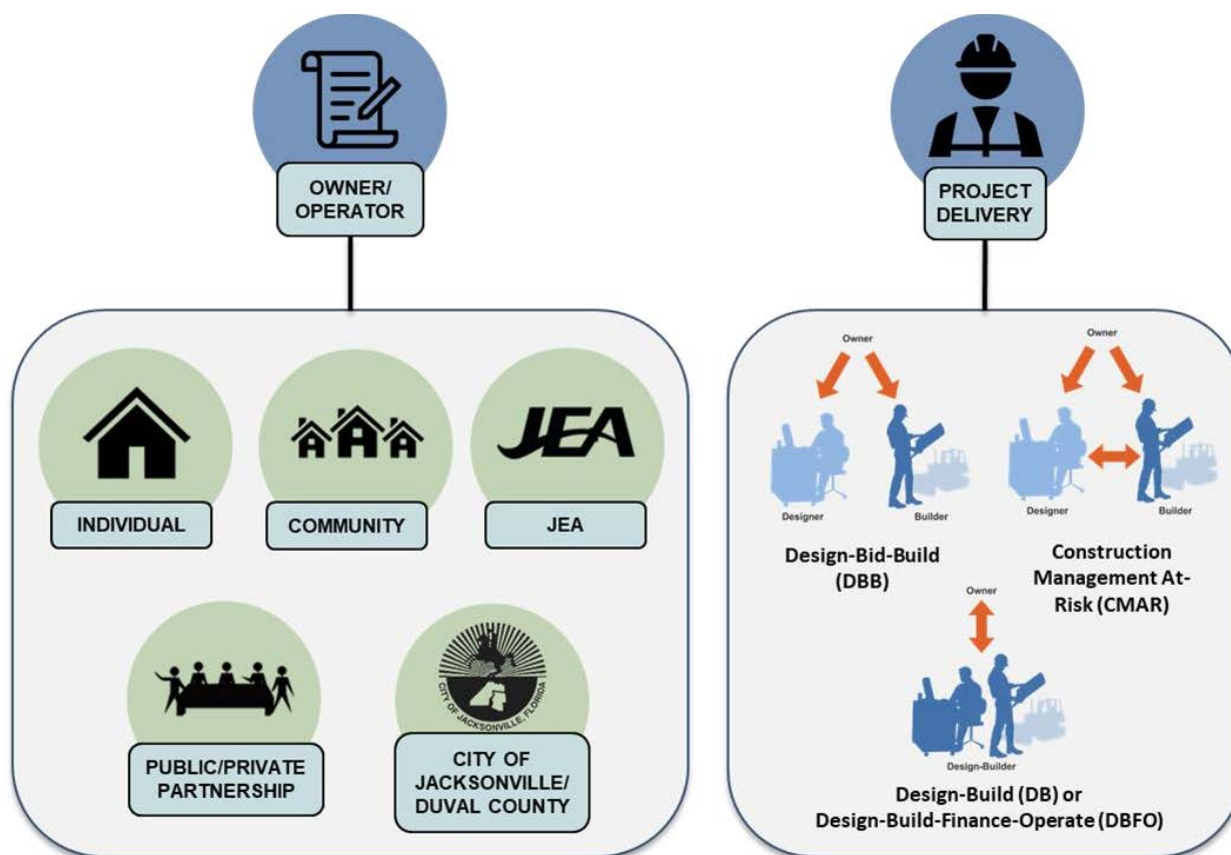 OWNER/
OPERATOR
INDIVIDUAL
COMMUNITY
JEA
JEA
PUBLIC/PRIVATE
PARTNERSHIP
CITY OF JACKSONVILLE, FLORIDA
CITY OF
JACKSONVILLE/
DUVAL COUNTY
PROJECT
DELIVERY
Owner
Designer
Builder
Design-Bid-Build
(DBB)
Owner
Designer
Builder
Construction
Management At-
Risk (CMAR)
Owner
Design-Builder
Design-Build (DB) or
Design-Build-Finance-Operate (DBFO)